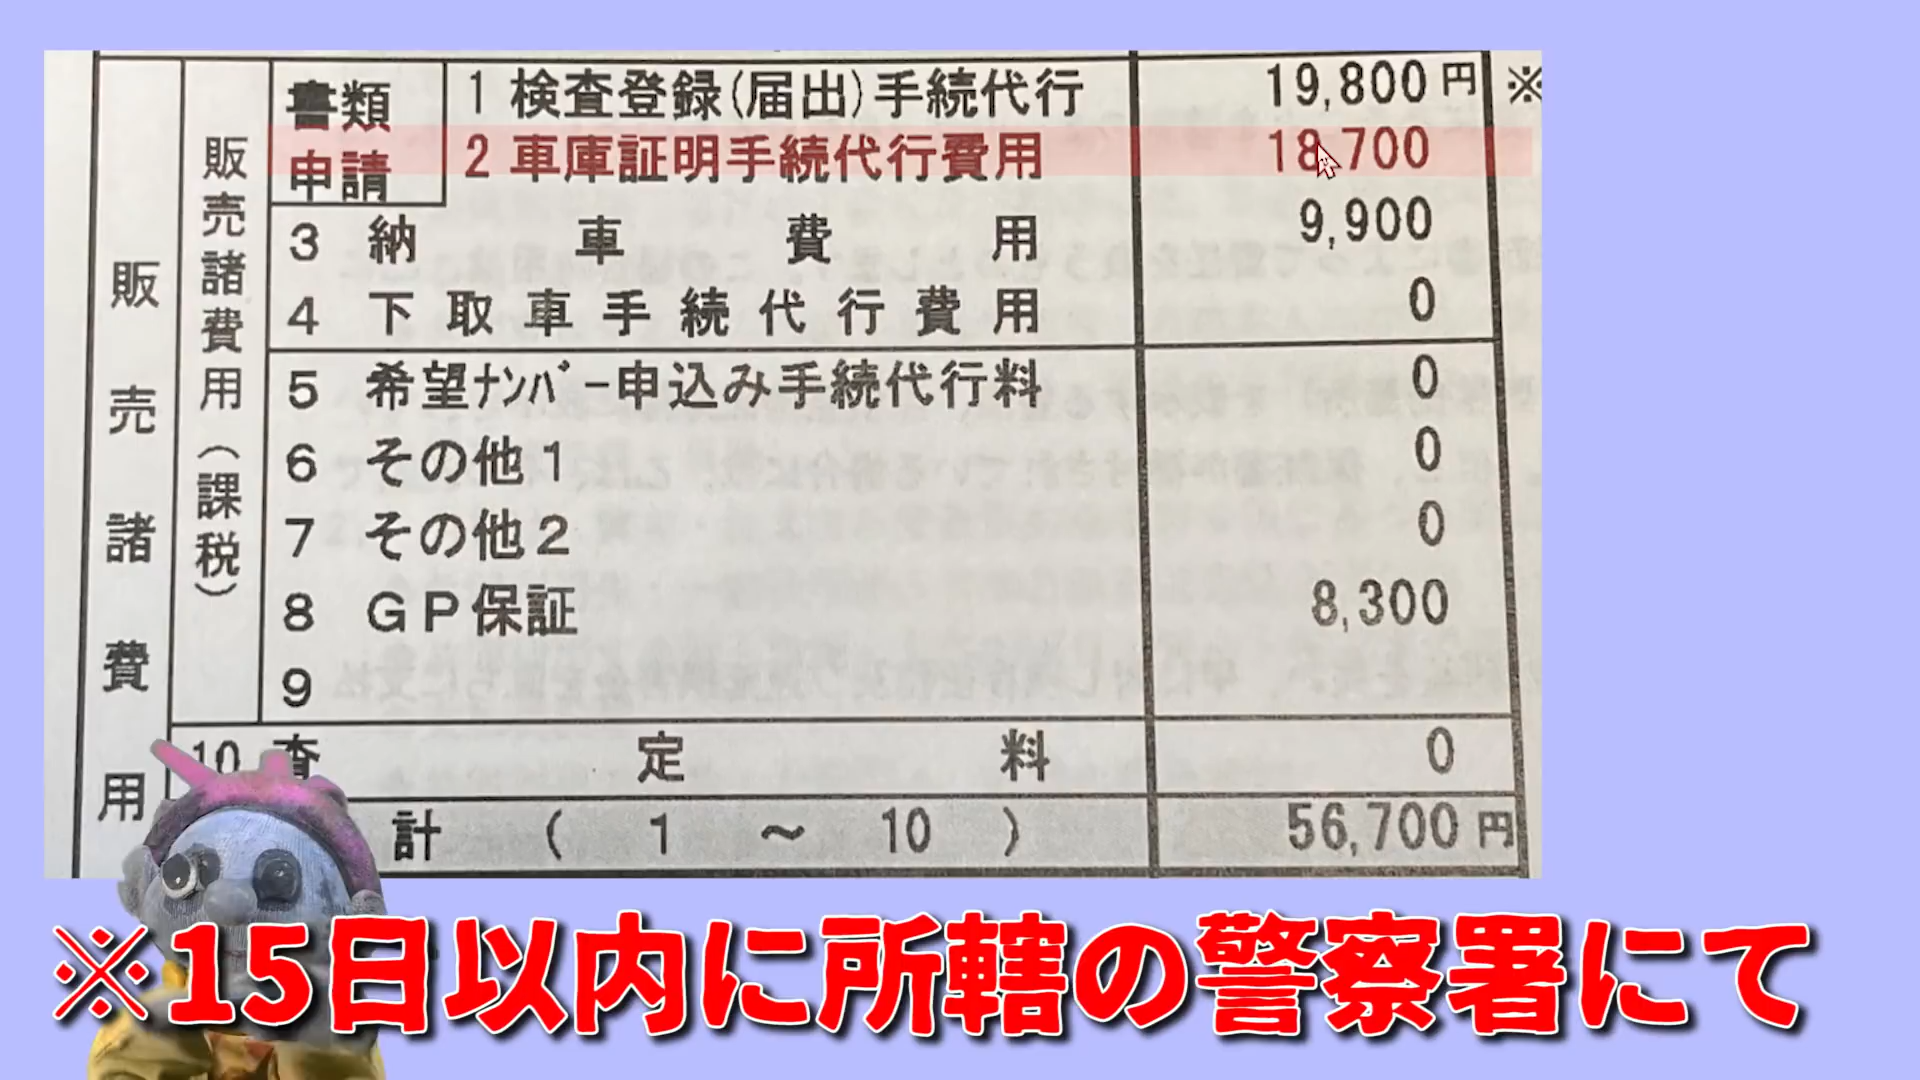 販売諸費用
販売諸費用(課税)
書類申請
1 検査登録(届出)手続代行 19,800円 ※
2 車庫証明手続代行費用 18,700
3 納車費用 9,900
4 下取車手続代行費用 0
5 希望ﾅﾝﾊﾞｰ申込み手続代行料 0
6 その他1 0
7 その他2 0
8 GP保証 8,300
9
10 査定料 0
計(1～10) 56,700円
※15日以内に所轄の警察署にて